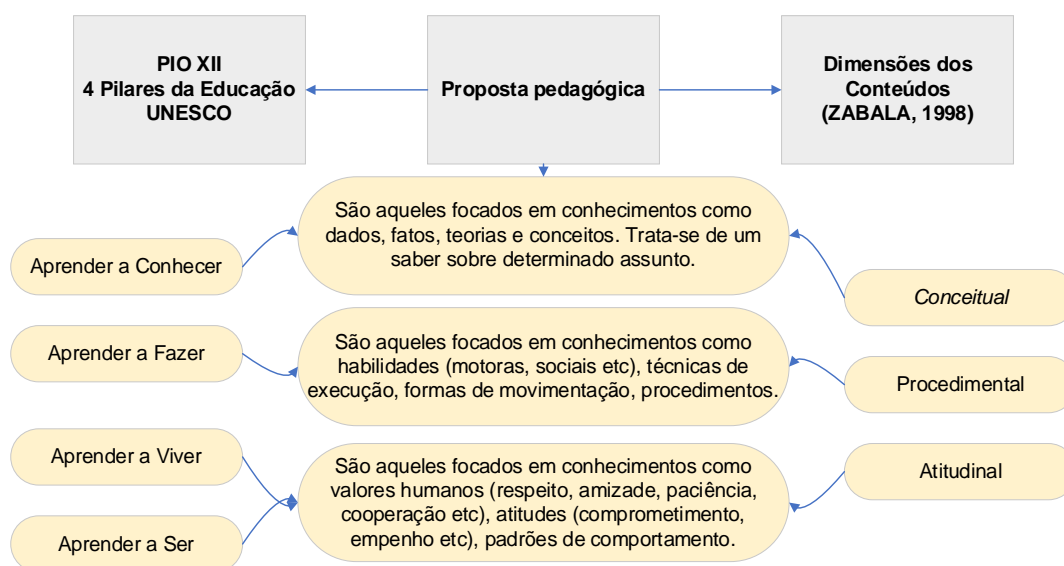 PIO XII
4 Pilares da Educação
UNESCO
Proposta pedagógica
Dimensões dos
Conteúdos
(ZABALA, 1998)
São aqueles focados em conhecimentos como
dados, fatos, teorias e conceitos. Trata-se de um
saber sobre determinado assunto.
Aprender a Conhecer
Conceitual
São aqueles focados em conhecimentos como
habilidades (motoras, sociais etc), técnicas de
execução, formas de movimentação, procedimentos.
Aprender a Fazer
Procedimental
Aprender a Viver
São aqueles focados em conhecimentos como
valores humanos (respeito, amizade, paciência,
cooperação etc), atitudes (comprometimento,
empenho etc), padrões de comportamento.
Atitudinal
Aprender a Ser